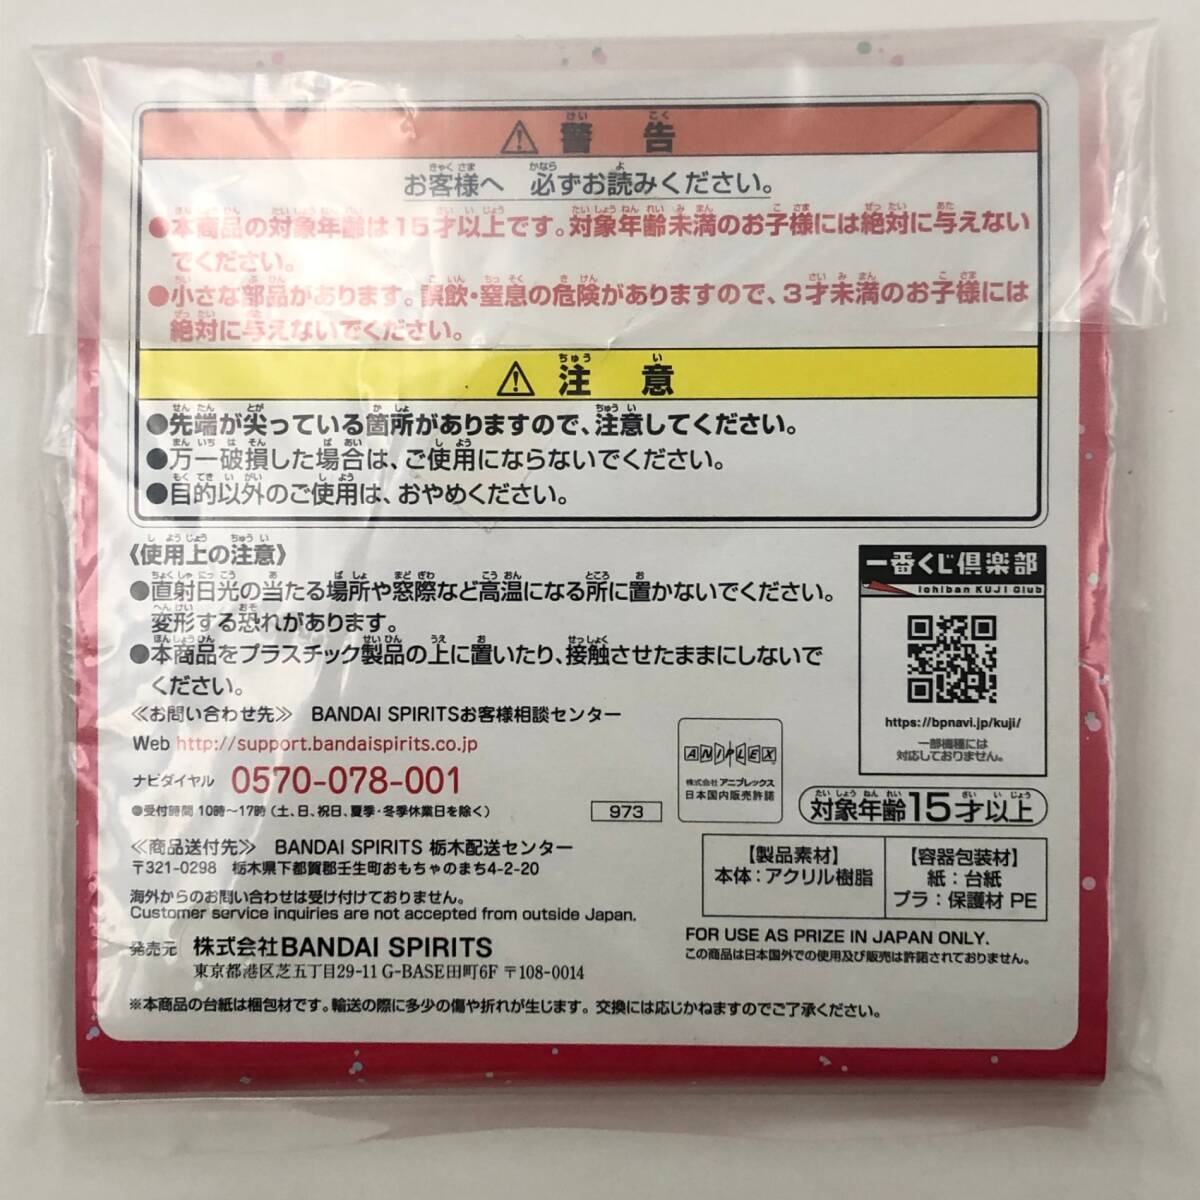 ⚠ 警告
お客様へ 必ずお読みください。
●本商品の対象年齢は15才以上です。対象年齢未満のお子様には絶対に与えない
でください。
●小さな部品があります。誤飲・窒息の危険がありますので、3才未満のお子様には
絶対に与えないでください。
⚠ 注意
●先端が尖っている箇所がありますので、注意してください。
●万一破損した場合は、ご使用にならないでください。
●目的以外のご使用は、おやめください。
《使用上の注意》
●直射日光の当たる場所や窓際など高温になる所に置かないでください。
変形する恐れがあります。
●本商品をプラスチック製品の上に置いたり、接触させたままにしないで
ください。
≪お問い合わせ先≫ BANDAI SPIRITSお客様相談センター
Web http://support.bandaispirits.co.jp
ナビダイヤル 0570-078-001
●受付時間 10時～17時（土、日、祝日、夏季・冬季休業日を除く）
973
≪商品送付先≫ BANDAI SPIRITS 栃木配送センター
〒321-0298 栃木県下都賀郡壬生町おもちゃのまち4-2-20
海外からのお問い合わせは受け付けておりません。
Customer service inquiries are not accepted from outside Japan.
発売元 株式会社BANDAI SPIRITS
東京都港区芝五丁目29-11 G-BASE田町6F 〒108-0014
※本商品の台紙は梱包材です。輸送の際に多少の傷や折れが生じます。交換には応じかねますのでご了承ください。
一番くじ倶楽部
Ichiban KUJI Club
https://bpnavi.jp/kuji/
一部機種には
対応しておりません。
ANIPLEX
株式会社 アニプレックス
日本国内販売許諾
対象年齢15才以上
【製品素材】
本体：アクリル樹脂
【容器包装材】
紙：台紙
プラ：保護材 PE
FOR USE AS PRIZE IN JAPAN ONLY.
この商品は日本国外での使用及び販売は許諾されておりません。